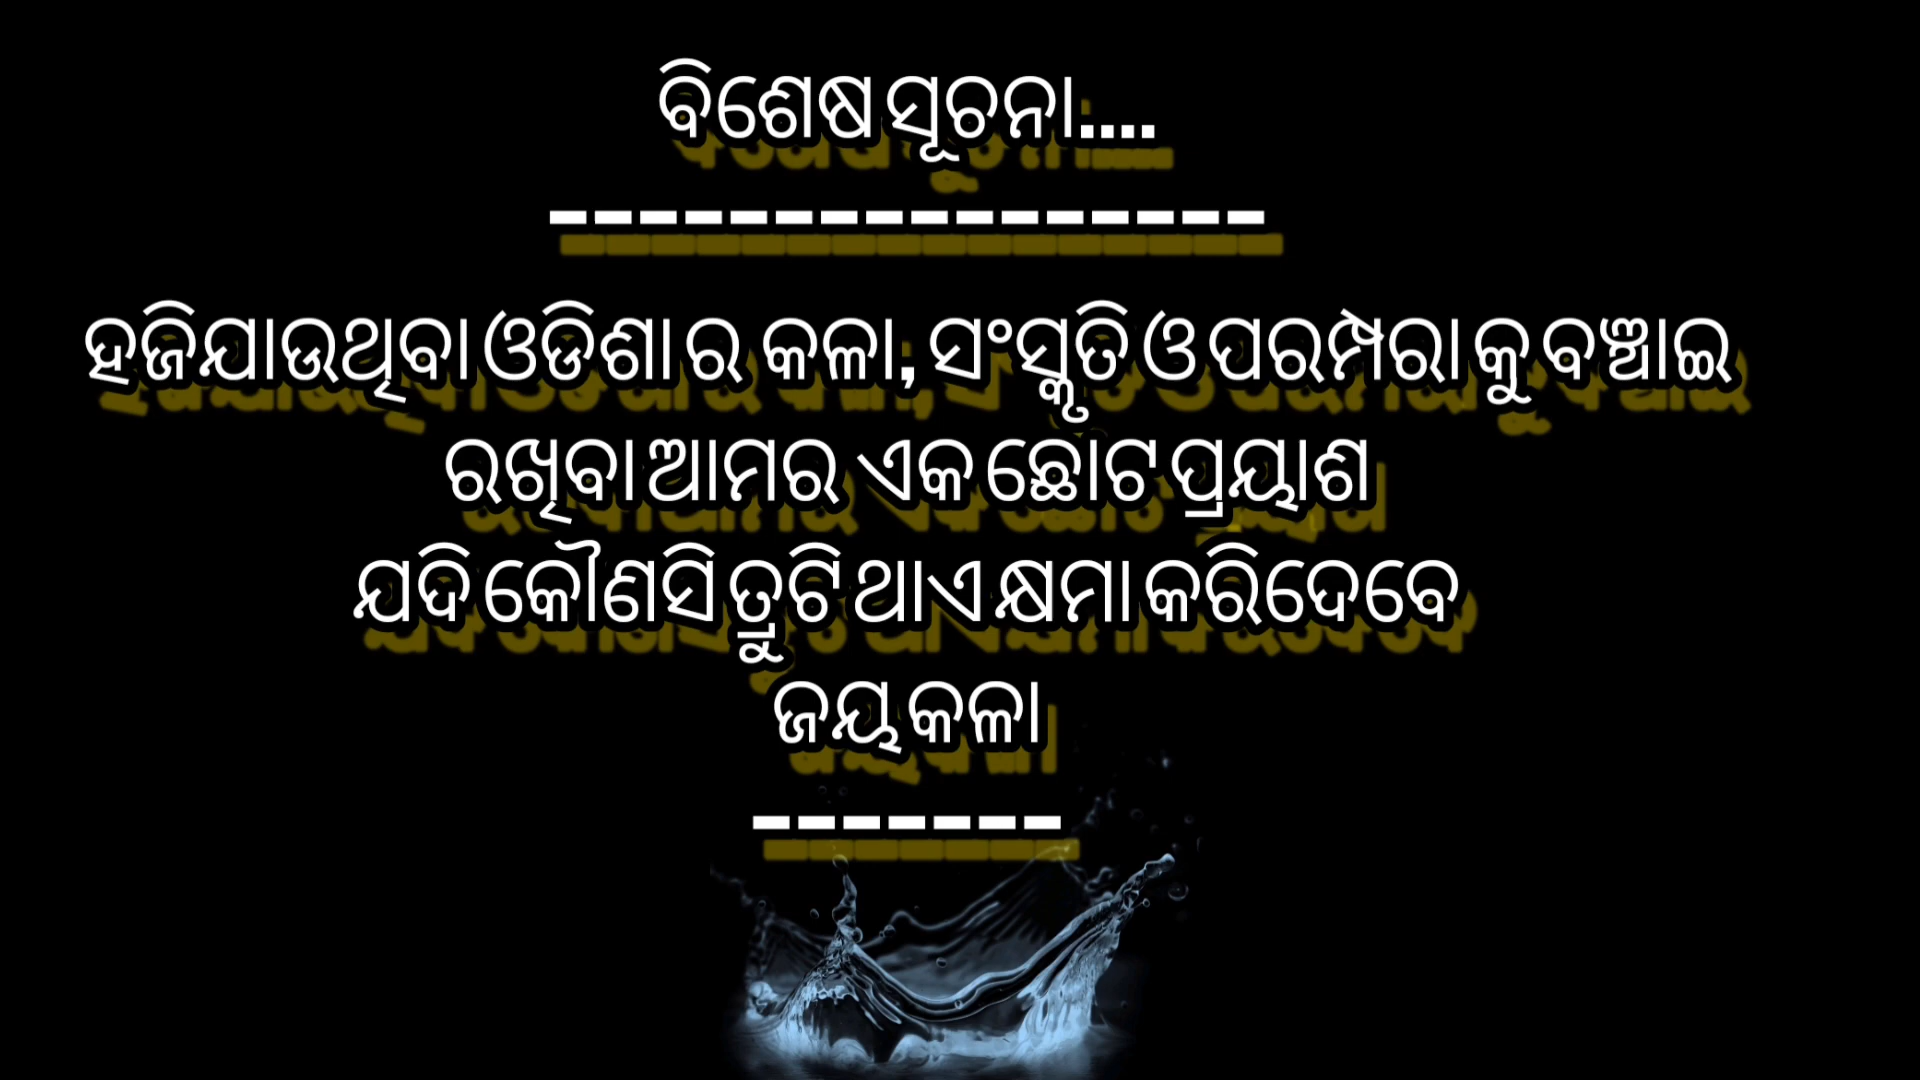 ବିଶେଷ ସୂଚନା....
----------------
ହଜିଯାଉଥିବା ଓଡିଶା ର କଳା, ସଂସ୍କୃତି ଓ ପରମ୍ପରା କୁ ବଞ୍ଚାଇ
ରଖିବା ଆମର ଏକ ଛୋଟ ପ୍ରୟାଶ
ଯଦି କୌଣସି ତ୍ରୁଟି ଥାଏ କ୍ଷମା କରିଦେବେ
ଜୟ କଳା
-------